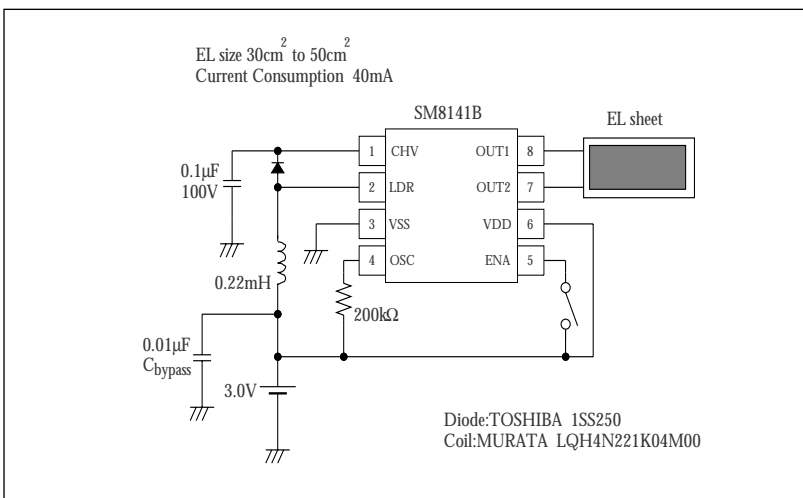 EL size 30cm² to 50cm²
Current Consumption 40mA
SM8141B
EL sheet
1 CHV OUT1 8
0.1µF
100V
2 LDR OUT2 7
3 VSS VDD 6
4 OSC ENA 5
0.22mH
200kΩ
0.01µF
Cbypass
3.0V
Diode:TOSHIBA 1SS250
Coil:MURATA LQH4N221K04M00